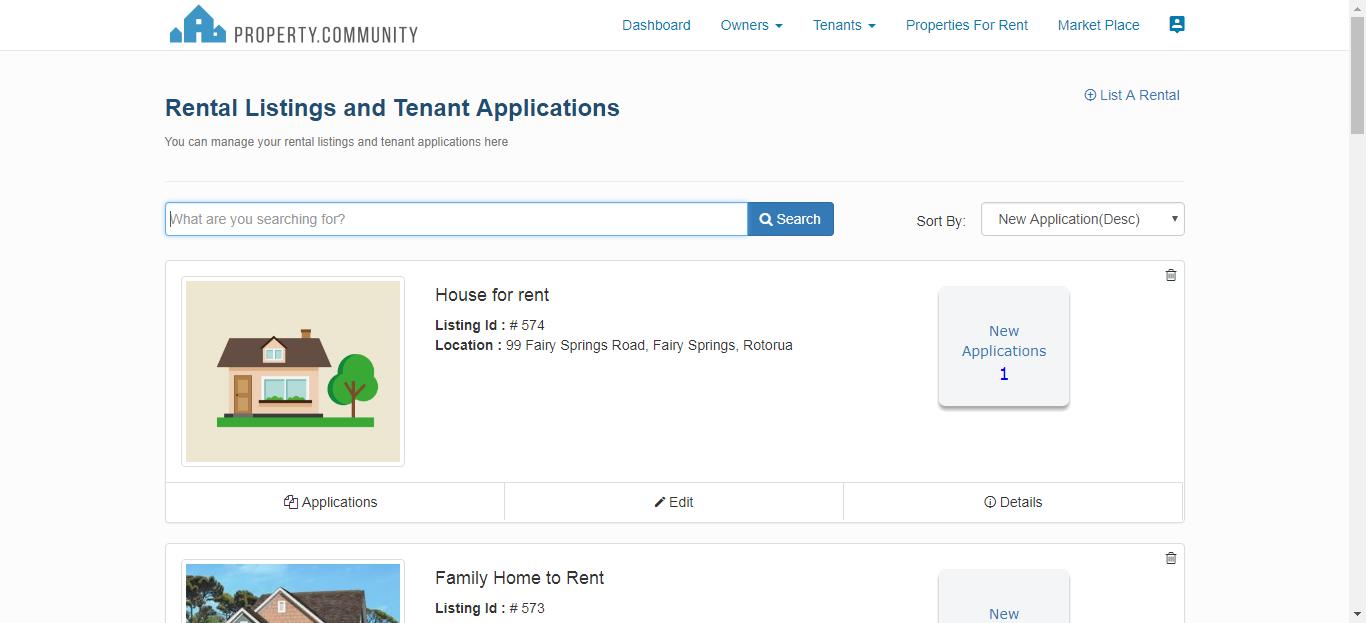 PROPERTY.COMMUNITY
Dashboard
Owners
Tenants
Properties For Rent
Market Place
Rental Listings and Tenant Applications
List A Rental
You can manage your rental listings and tenant applications here
What are you searching for?
Search
Sort By:
New Application(Desc)
House for rent
Listing Id : # 574
Location : 99 Fairy Springs Road, Fairy Springs, Rotorua
New
Applications
1
Applications
Edit
Details
Family Home to Rent
Listing Id : # 573
New